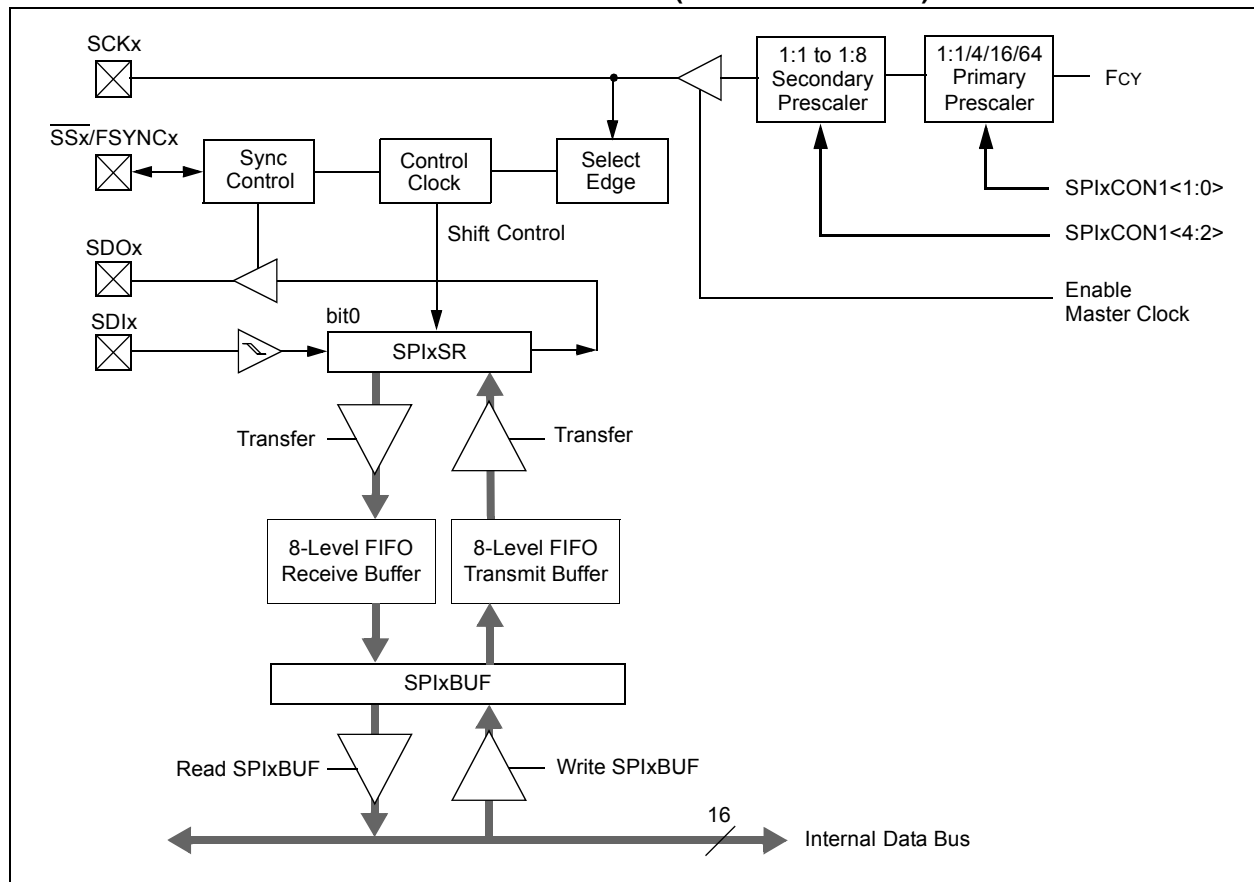 SCKx
1:1 to 1:8
Secondary
Prescaler
1:1/4/16/64
Primary
Prescaler
FCY
SSx/FSYNCx
Sync
Control
Control
Clock
Select
Edge
SPIxCON1<1:0>
Shift Control
SPIxCON1<4:2>
SDOx
Enable
Master Clock
SDIx
bit0
SPIxSR
Transfer
Transfer
8-Level FIFO
Receive Buffer
8-Level FIFO
Transmit Buffer
SPIxBUF
Read SPIxBUF
Write SPIxBUF
16
Internal Data Bus